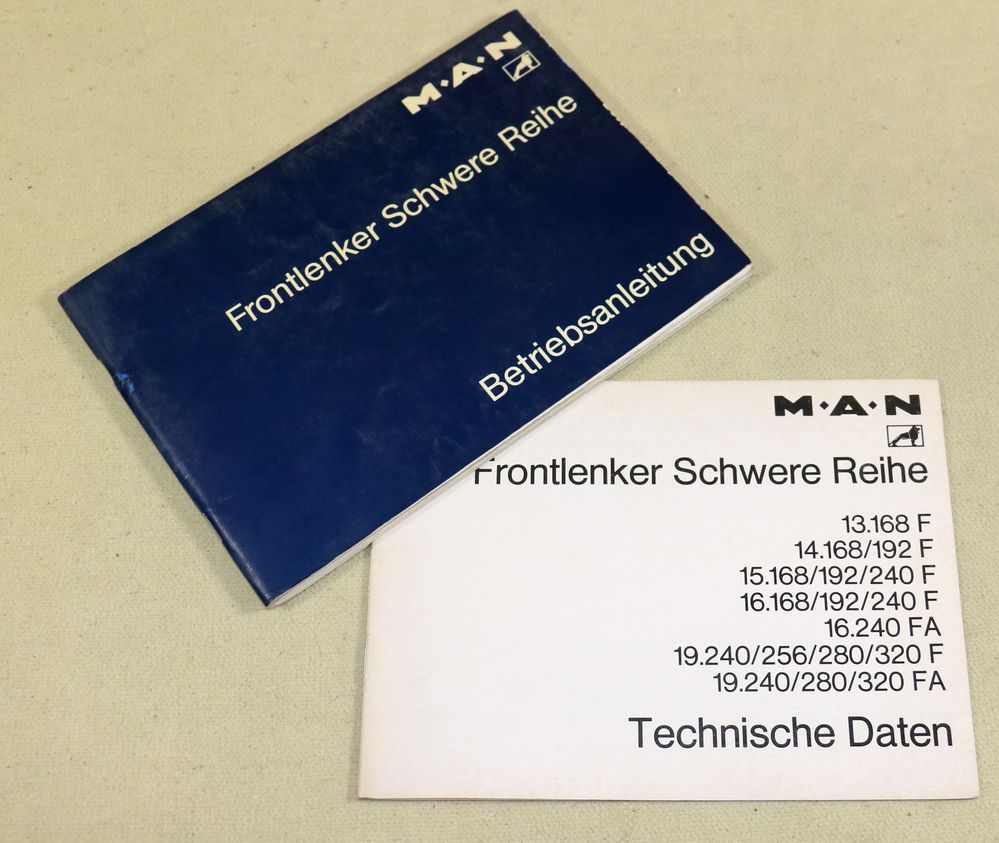 M·A·N
Frontlenker Schwere Reihe
Betriebsanleitung
M·A·N
Frontlenker Schwere Reihe
13.168 F
14.168/192 F
15.168/192/240 F
16.168/192/240 F
16.240 FA
19.240/256/280/320 F
19.240/280/320 FA
Technische Daten